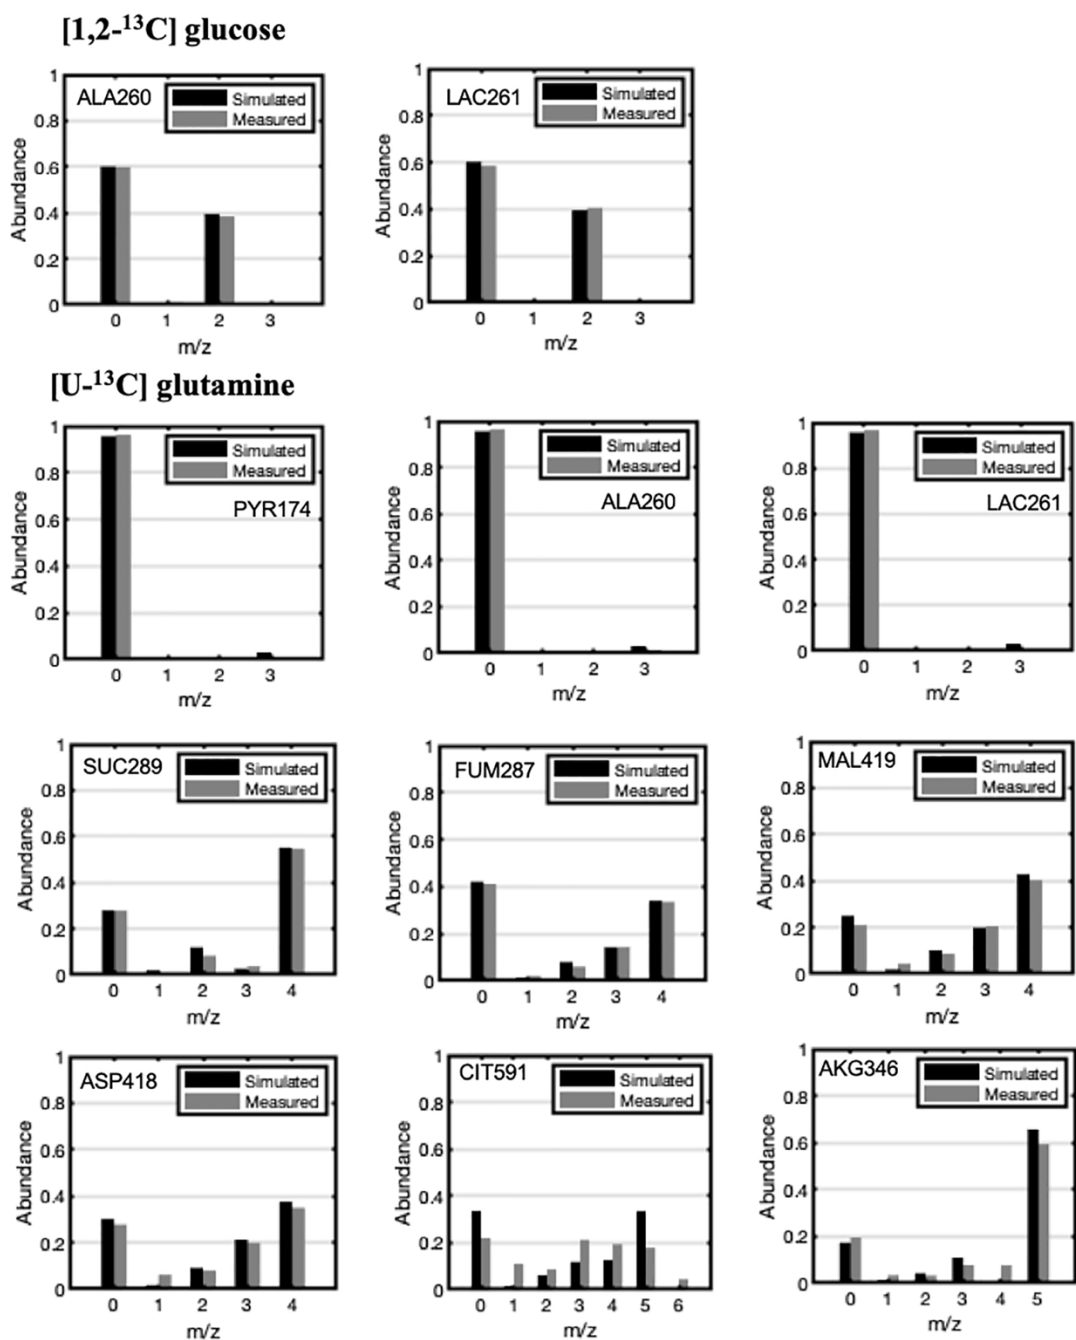 [1,2-¹³C] glucose
ALA260
Simulated
Measured
Abundance
1
0.8
0.6
0.4
0.2
0
0 1 2 3
m/z
LAC261
Simulated
Measured
Abundance
1
0.8
0.6
0.4
0.2
0
0 1 2 3
m/z
[U-¹³C] glutamine
Simulated
Measured
PYR174
Abundance
1
0.8
0.6
0.4
0.2
0
0 1 2 3
m/z
Simulated
Measured
ALA260
Abundance
1
0.8
0.6
0.4
0.2
0
0 1 2 3
m/z
Simulated
Measured
LAC261
Abundance
1
0.8
0.6
0.4
0.2
0
0 1 2 3
m/z
SUC289
Simulated
Measured
Abundance
1
0.8
0.6
0.4
0.2
0
0 1 2 3 4
m/z
FUM287
Simulated
Measured
Abundance
1
0.8
0.6
0.4
0.2
0
0 1 2 3 4
m/z
MAL419
Simulated
Measured
Abundance
1
0.8
0.6
0.4
0.2
0
0 1 2 3 4
m/z
ASP418
Simulated
Measured
Abundance
1
0.8
0.6
0.4
0.2
0
0 1 2 3 4
m/z
CIT591
Simulated
Measured
Abundance
1
0.8
0.6
0.4
0.2
0
0 1 2 3 4 5 6
m/z
AKG346
Simulated
Measured
Abundance
1
0.8
0.6
0.4
0.2
0
0 1 2 3 4 5
m/z